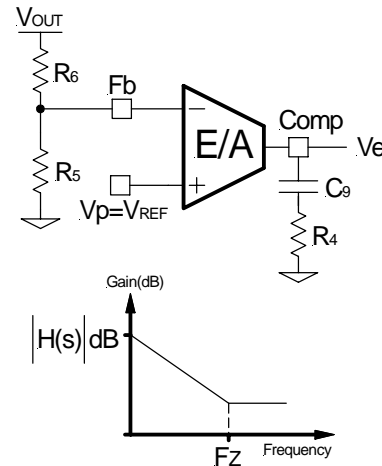 VOUT
R6
Fb
R5
Vp=VREF
−
+
E/A
Comp
Ve
C9
R4
Gain(dB)
|H(s)|dB
FZ
Frequency